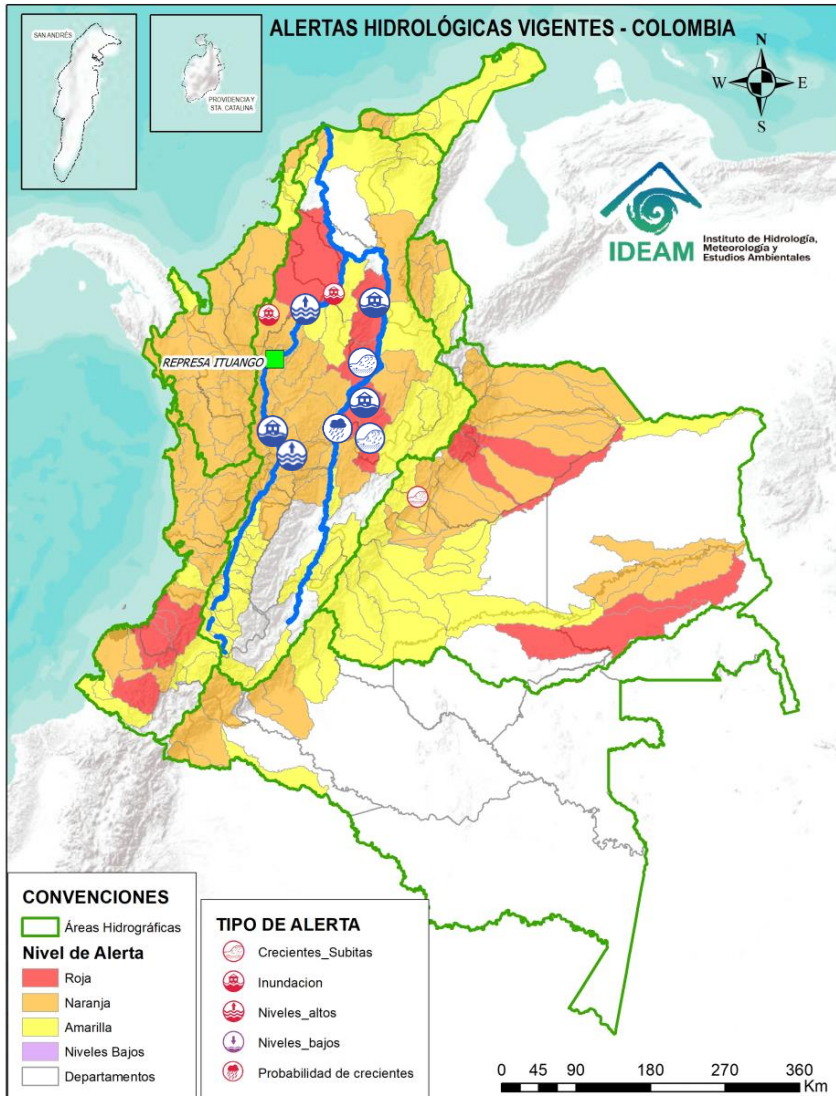 ALERTAS HIDROLÓGICAS VIGENTES - COLOMBIA
SAN ANDRÉS
PROVIDENCIA Y
STA. CATALINA
N
W
E
S
IDEAM
Instituto de Hidrología,
Meteorología y
Estudios Ambientales
REPRESA ITUANGO
CONVENCIONES
Áreas Hidrográficas
Nivel de Alerta
Roja
Naranja
Amarilla
Niveles Bajos
Departamentos
TIPO DE ALERTA
Crecientes_Subitas
Inundacion
Niveles_altos
Niveles_bajos
Probabilidad de crecientes
0 45 90 180 270 360
Km